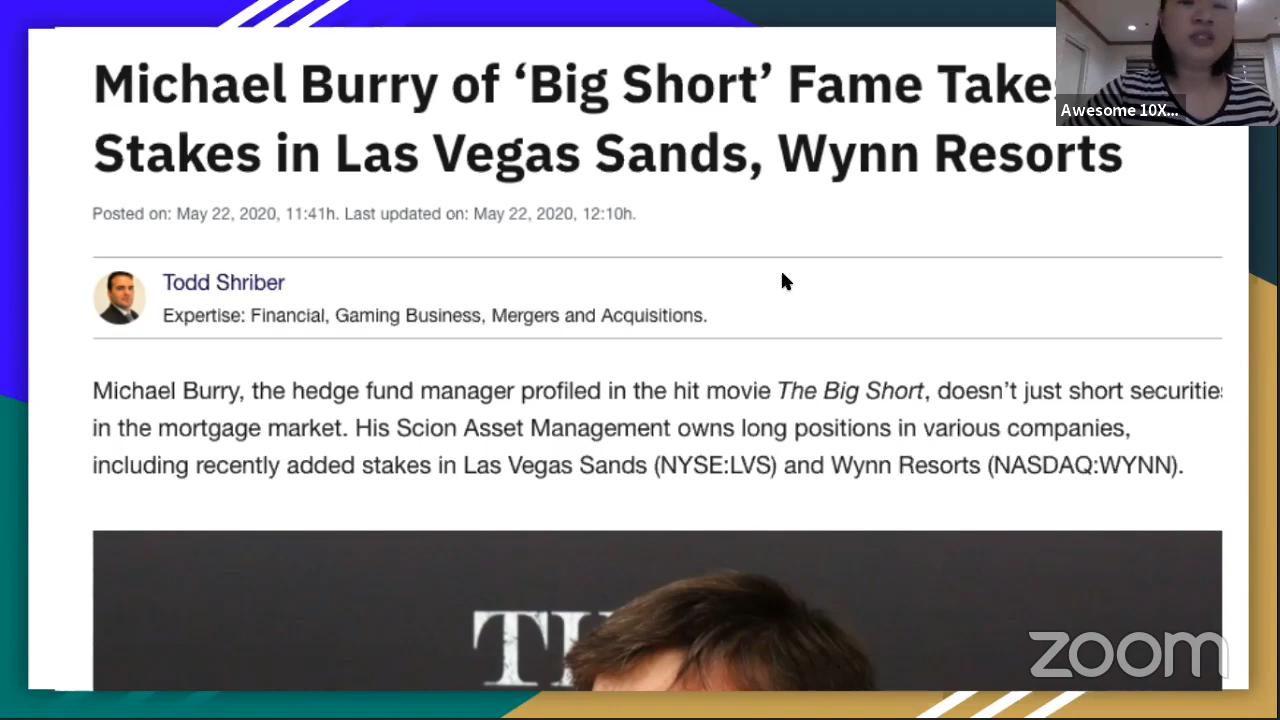 Michael Burry of ‘Big Short’ Fame Take
Stakes in Las Vegas Sands, Wynn Resorts
Awesome 10X...
Posted on: May 22, 2020, 11:41h. Last updated on: May 22, 2020, 12:10h.
Todd Shriber
Expertise: Financial, Gaming Business, Mergers and Acquisitions.
Michael Burry, the hedge fund manager profiled in the hit movie The Big Short, doesn’t just short securities
in the mortgage market. His Scion Asset Management owns long positions in various companies,
including recently added stakes in Las Vegas Sands (NYSE:LVS) and Wynn Resorts (NASDAQ:WYNN).
zoom